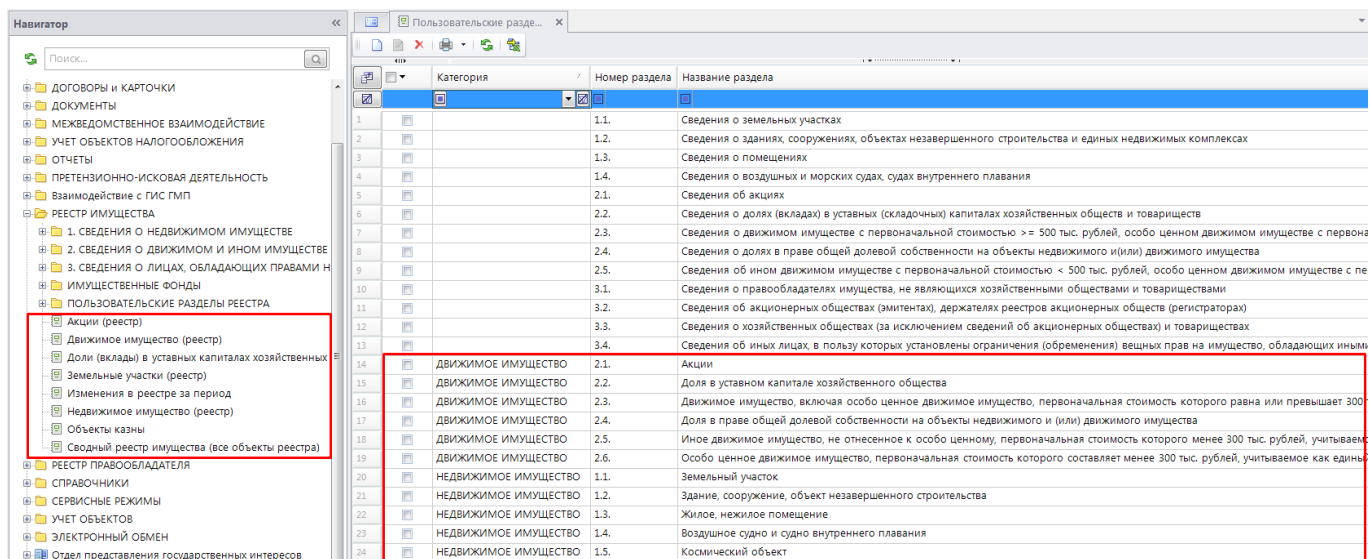 Навигатор
Поиск...
ДОГОВОРЫ и КАРТОЧКИ
ДОКУМЕНТЫ
МЕЖВЕДОМСТВЕННОЕ ВЗАИМОДЕЙСТВИЕ
УЧЕТ ОБЪЕКТОВ НАЛОГООБЛОЖЕНИЯ
ОТЧЕТЫ
ПРЕТЕНЗИОННО-ИСКОВАЯ ДЕЯТЕЛЬНОСТЬ
Взаимодействие с ГИС ГМП
РЕЕСТР ИМУЩЕСТВА
1. СВЕДЕНИЯ О НЕДВИЖИМОМ ИМУЩЕСТВЕ
2. СВЕДЕНИЯ О ДВИЖИМОМ И ИНОМ ИМУЩЕСТВЕ
3. СВЕДЕНИЯ О ЛИЦАХ, ОБЛАДАЮЩИХ ПРАВАМИ Н
ИМУЩЕСТВЕННЫЕ ФОНДЫ
ПОЛЬЗОВАТЕЛЬСКИЕ РАЗДЕЛЫ РЕЕСТРА
Акции (реестр)
Движимое имущество (реестр)
Доли (вклады) в уставных капиталах хозяйственных
Земельные участки (реестр)
Изменения в реестре за период
Недвижимое имущество (реестр)
Объекты казны
Сводный реестр имущества (все объекты реестра)
РЕЕСТР ПРАВООБЛАДАТЕЛЯ
СПРАВОЧНИКИ
СЕРВИСНЫЕ РЕЖИМЫ
УЧЕТ ОБЪЕКТОВ
ЭЛЕКТРОННЫЙ ОБМЕН
Отдел представления государственных интересов
Пользовательские разде...
Категория Номер раздела Название раздела
1 1.1. Сведения о земельных участках
2 1.2. Сведения о зданиях, сооружениях, объектах незавершенного строительства и единых недвижимых комплексах
3 1.3. Сведения о помещениях
4 1.4. Сведения о воздушных и морских судах, судах внутреннего плавания
5 2.1. Сведения об акциях
6 2.2. Сведения о долях (вкладах) в уставных (складочных) капиталах хозяйственных обществ и товариществ
7 2.3. Сведения о движимом имуществе с первоначальной стоимостью >= 500 тыс. рублей, особо ценном движимом имуществе с первона
8 2.4. Сведения о долях в праве общей долевой собственности на объекты недвижимого и(или) движимого имущества
9 2.5. Сведения об ином движимом имуществе с первоначальной стоимостью < 500 тыс. рублей, особо ценном движимом имуществе с пе
10 3.1. Сведения о правообладателях имущества, не являющихся хозяйственными обществами и товариществами
11 3.2. Сведения об акционерных обществах (эмитентах), держателях реестров акционерных обществ (регистраторах)
12 3.3. Сведения о хозяйственных обществах (за исключением сведений об акционерных обществах) и товариществах
13 3.4. Сведения об иных лицах, в пользу которых установлены ограничения (обременения) вещных прав на имущество, обладающих иными
14 ДВИЖИМОЕ ИМУЩЕСТВО 2.1. Акции
15 ДВИЖИМОЕ ИМУЩЕСТВО 2.2. Доля в уставном капитале хозяйственного общества
16 ДВИЖИМОЕ ИМУЩЕСТВО 2.3. Движимое имущество, включая особо ценное движимое имущество, первоначальная стоимость которого равна или превышает 300
17 ДВИЖИМОЕ ИМУЩЕСТВО 2.4. Доля в праве общей долевой собственности на объекты недвижимого и (или) движимого имущества
18 ДВИЖИМОЕ ИМУЩЕСТВО 2.5. Иное движимое имущество, не отнесенное к особо ценному, первоначальная стоимость которого менее 300 тыс. рублей, учитываемо
19 ДВИЖИМОЕ ИМУЩЕСТВО 2.6. Особо ценное движимое имущество, первоначальная стоимость которого составляет менее 300 тыс. рублей, учитываемое как единый
20 НЕДВИЖИМОЕ ИМУЩЕСТВО 1.1. Земельный участок
21 НЕДВИЖИМОЕ ИМУЩЕСТВО 1.2. Здание, сооружение, объект незавершенного строительства
22 НЕДВИЖИМОЕ ИМУЩЕСТВО 1.3. Жилое, нежилое помещение
23 НЕДВИЖИМОЕ ИМУЩЕСТВО 1.4. Воздушное судно и судно внутреннего плавания
24 НЕДВИЖИМОЕ ИМУЩЕСТВО 1.5. Космический объект